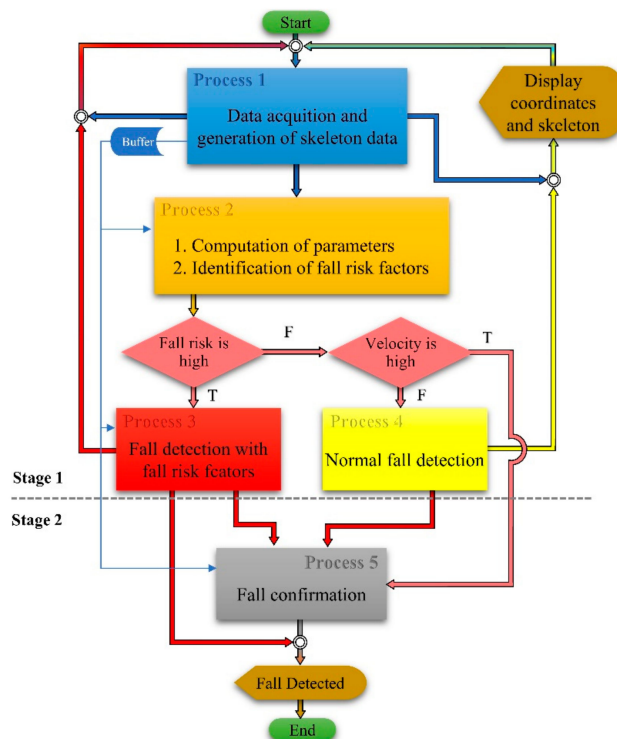 Start
Process 1
Data acqution and
generation of skeleton data
Display
coordinates
and skeleton
Buffer
Process 2
1. Computation of parameters
2. Identification of fall risk factors
Fall risk is
high
F
Velocity is
high
T
T
F
Process 3
Fall detection with
fall risk fcators
Process 4
Normal fall detection
Stage 1
Stage 2
Process 5
Fall confirmation
Fall Detected
End